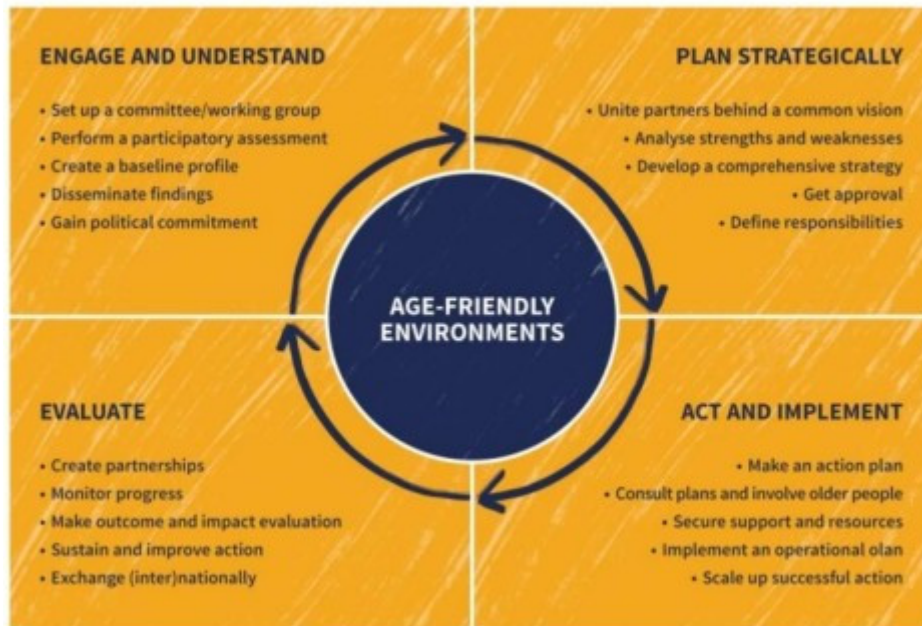 ENGAGE AND UNDERSTAND
• Set up a committee/working group
• Perform a participatory assessment
• Create a baseline profile
• Disseminate findings
• Gain political commitment
PLAN STRATEGICALLY
• Unite partners behind a common vision
• Analyse strengths and weaknesses
• Develop a comprehensive strategy
• Get approval
• Define responsibilities
AGE-FRIENDLY
ENVIRONMENTS
EVALUATE
• Create partnerships
• Monitor progress
• Make outcome and impact evaluation
• Sustain and improve action
• Exchange (inter)nationally
ACT AND IMPLEMENT
• Make an action plan
• Consult plans and involve older people
• Secure support and resources
• Implement an operational olan
• Scale up successful action